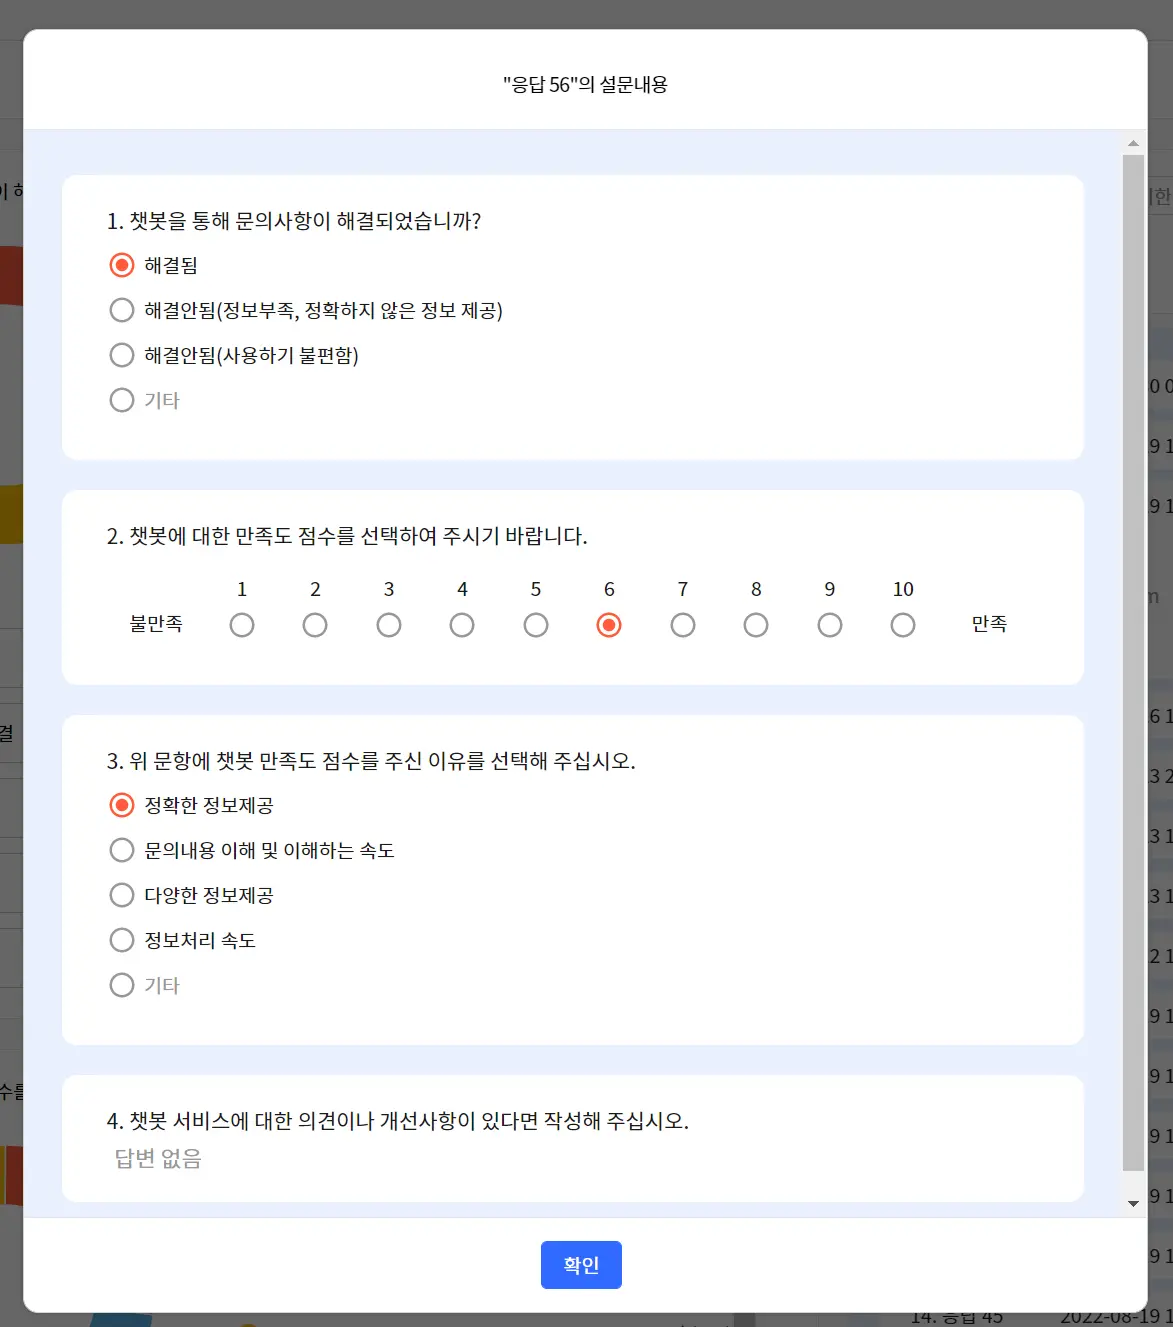 "응답 56"의 설문내용
1. 챗봇을 통해 문의사항이 해결되었습니까?
해결됨
해결안됨(정보부족, 정확하지 않은 정보 제공)
해결안됨(사용하기 불편함)
기타
2. 챗봇에 대한 만족도 점수를 선택하여 주시기 바랍니다.
1 2 3 4 5 6 7 8 9 10
불만족 만족
3. 위 문항에 챗봇 만족도 점수를 주신 이유를 선택해 주십시오.
정확한 정보제공
문의내용 이해 및 이해하는 속도
다양한 정보제공
정보처리 속도
기타
4. 챗봇 서비스에 대한 의견이나 개선사항이 있다면 작성해 주십시오.
답변 없음
확인
14. 응답 45 2022-08-19 1